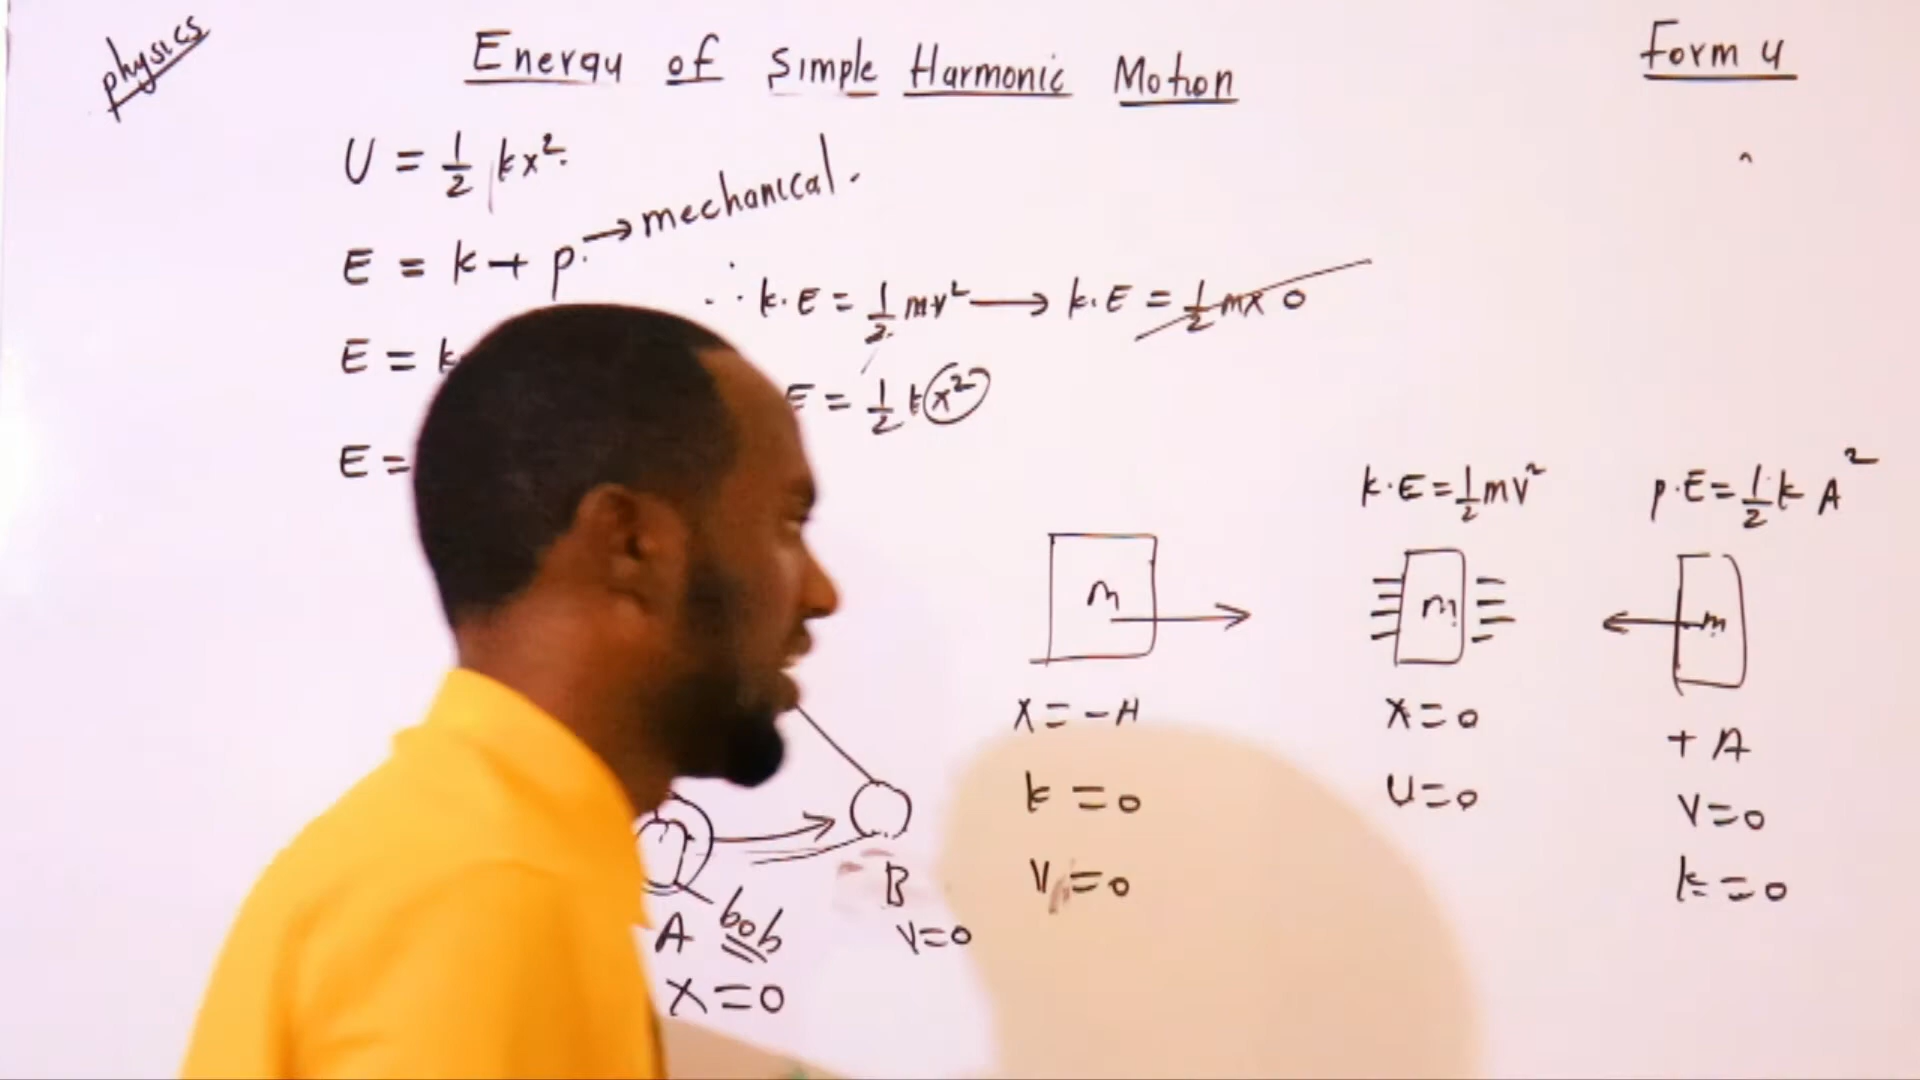 physics
Energy of Simple Harmonic Motion
Form 4
U = 1/2 kx².
E = k + p. → mechanical.
∴ k.E = 1/2 mv² → k.E = 1/2 mx 0
E = k
E = 1/2 k x²
E =
k.E = 1/2 mv²
p.E = 1/2 k A²
m
m
m
x = -A
x = 0
+ A
k = 0
U = 0
v = 0
v = 0
k = 0
A bob
B
v = 0
x = 0